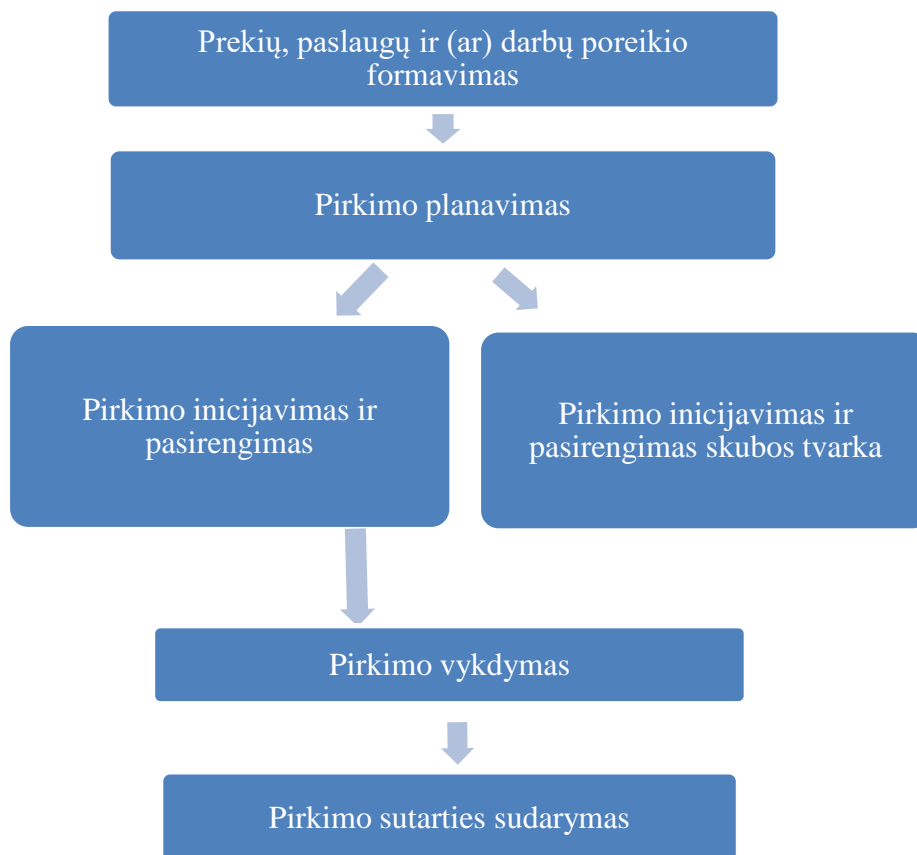 Prekių, paslaugų ir (ar) darbų poreikio
formavimas
Pirkimo planavimas
Pirkimo inicijavimas ir
pasirengimas
Pirkimo inicijavimas ir
pasirengimas skubos tvarka
Pirkimo vykdymas
Pirkimo sutarties sudarymas